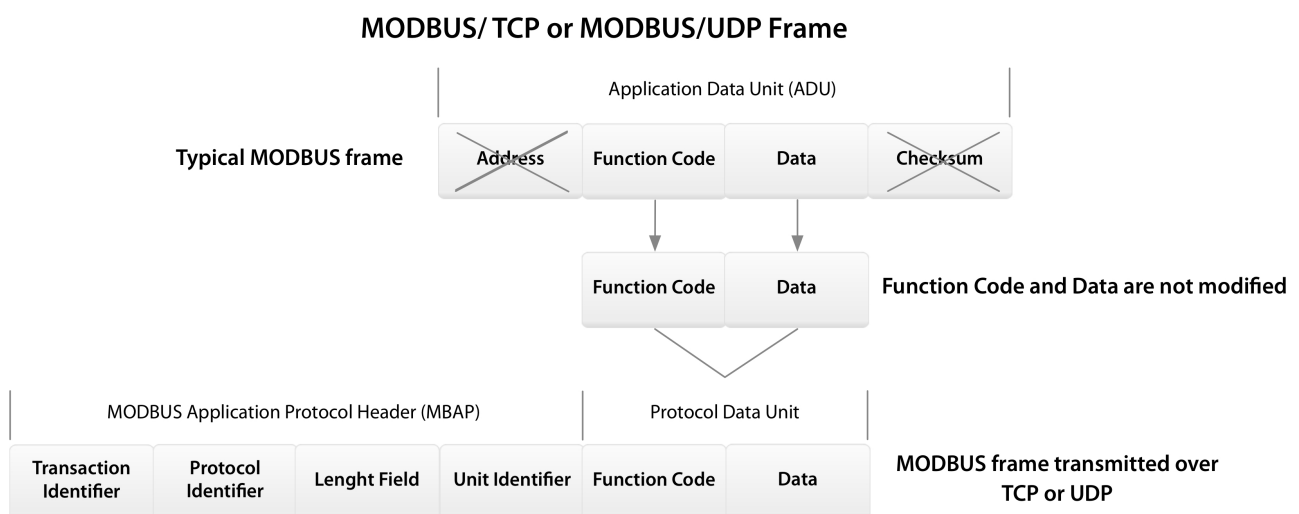 MODBUS/ TCP or MODBUS/UDP Frame
Application Data Unit (ADU)
Typical MODBUS frame
Address
Function Code
Data
Checksum
Function Code
Data
Function Code and Data are not modified
MODBUS Application Protocol Header (MBAP)
Protocol Data Unit
Transaction
Identifier
Protocol
Identifier
Lenght Field
Unit Identifier
Function Code
Data
MODBUS frame transmitted over
TCP or UDP